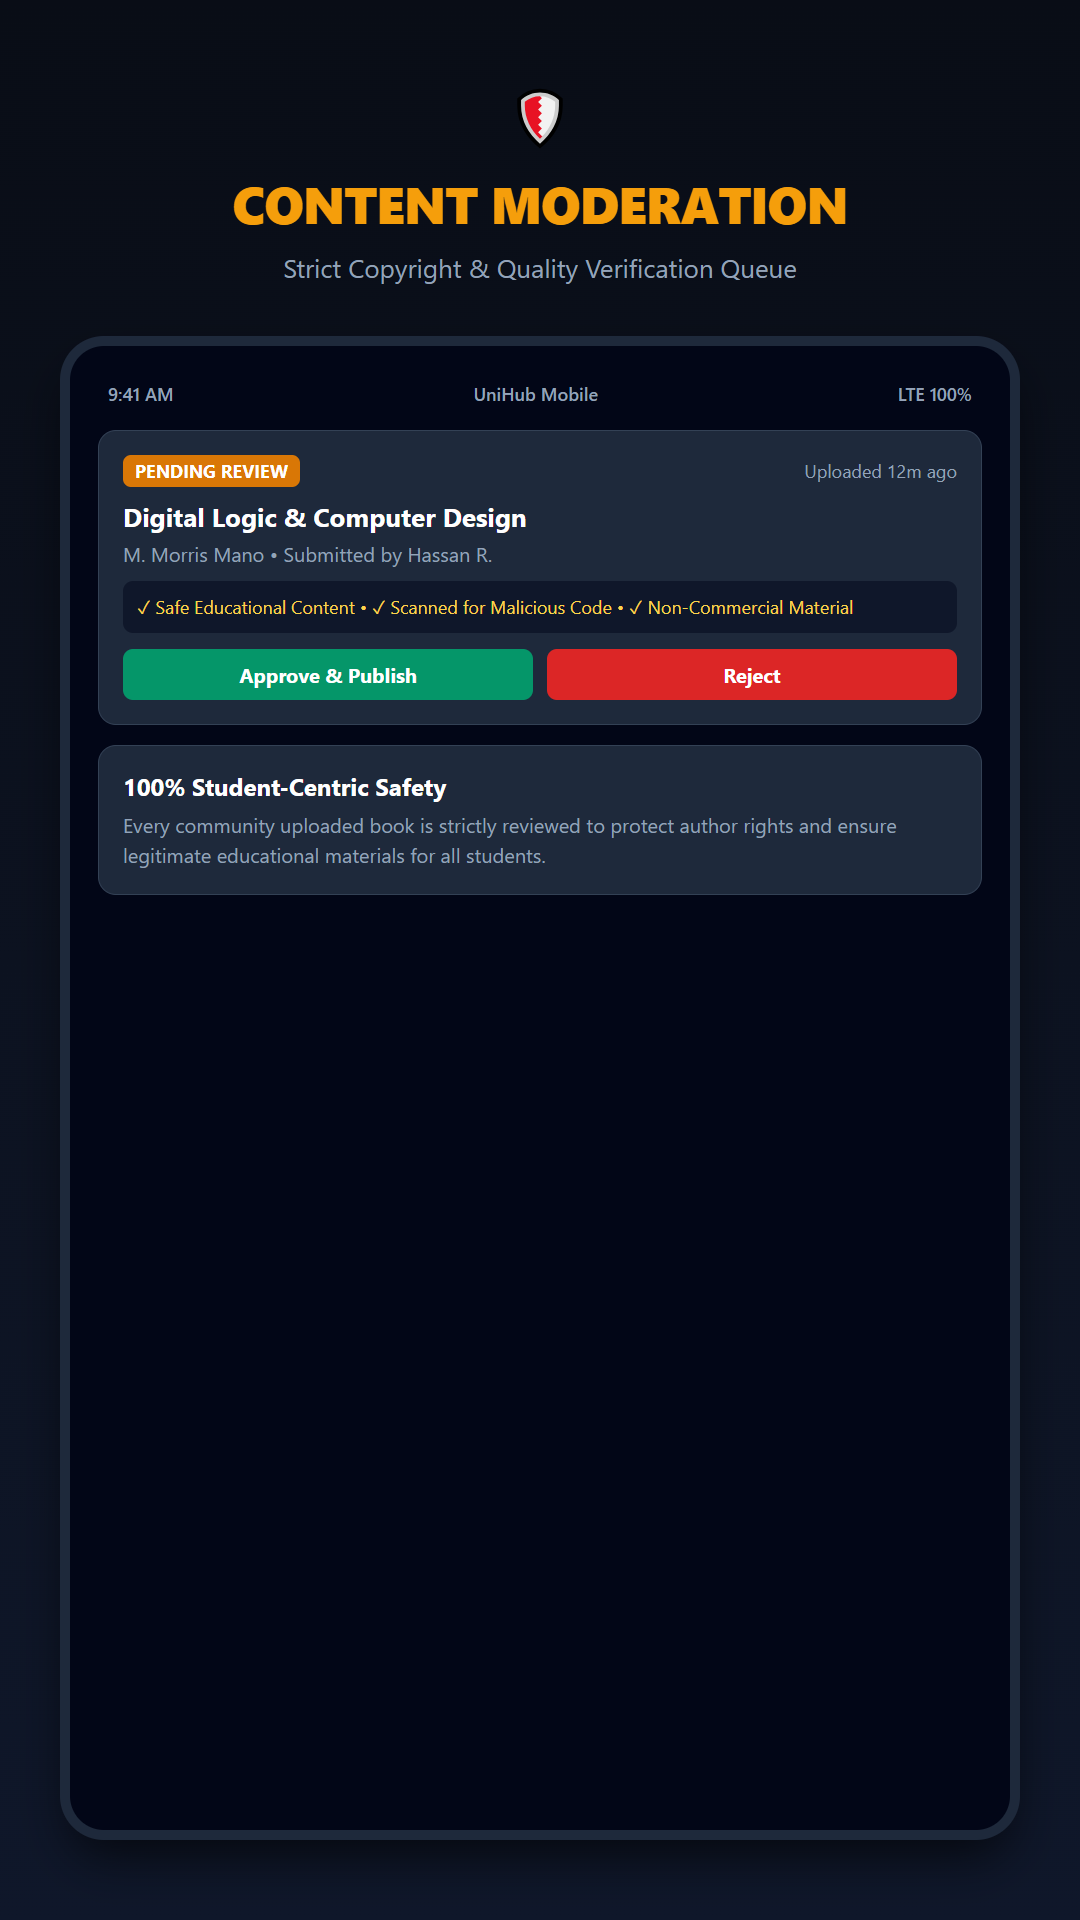 CONTENT MODERATION
Strict Copyright & Quality Verification Queue
9:41 AM UniHub Mobile LTE 100%
PENDING REVIEW Uploaded 12m ago
Digital Logic & Computer Design
M. Morris Mano • Submitted by Hassan R.
✓ Safe Educational Content • ✓ Scanned for Malicious Code • ✓ Non-Commercial Material
Approve & Publish Reject
100% Student-Centric Safety
Every community uploaded book is strictly reviewed to protect author rights and ensure
legitimate educational materials for all students.